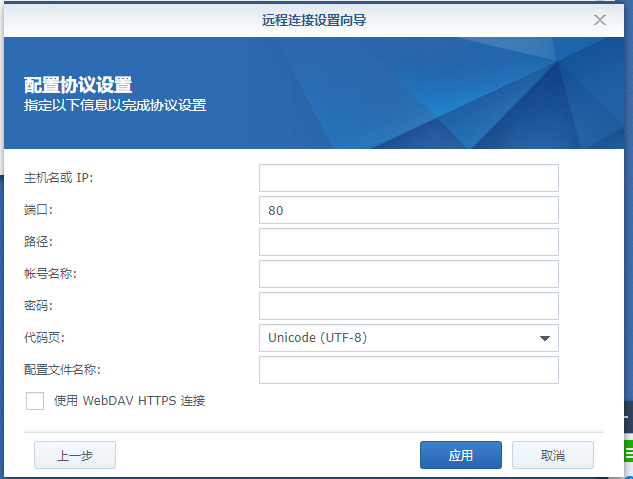 远程连接设置向导
配置协议设置
指定以下信息以完成协议设置
主机名或 IP:
端口: 80
路径:
帐号名称:
密码:
代码页: Unicode (UTF-8)
配置文件名称:
使用 WebDAV HTTPS 连接
上一步 应用 取消